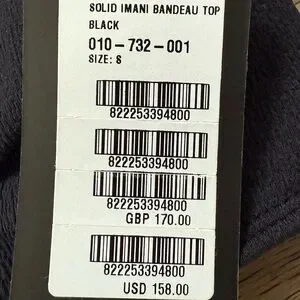 SOLID IMANI BANDEAU TOP
BLACK
010-732-001
SIZE: S
822253394800
822253394800
822253394800
GBP 170.00
822253394800
USD 158.00